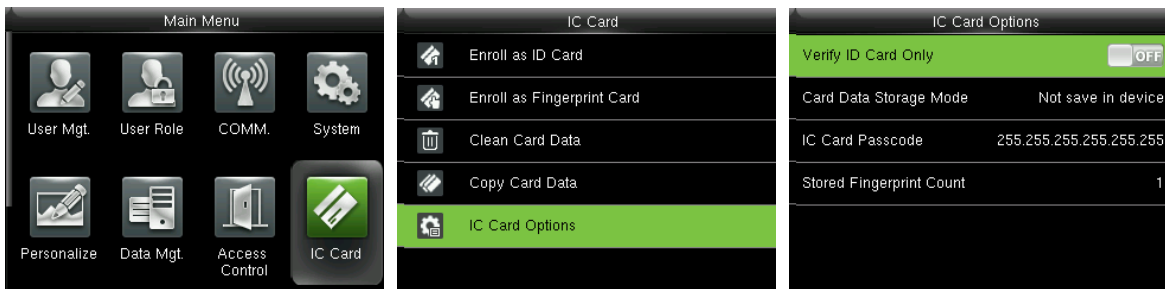 Main Menu
User Mgt.
User Role
COMM.
System
Personalize
Data Mgt.
Access
Control
IC Card
IC Card
Enroll as ID Card
Enroll as Fingerprint Card
Clean Card Data
Copy Card Data
IC Card Options
IC Card Options
Verify ID Card Only OFF
Card Data Storage Mode Not save in device
IC Card Passcode 255.255.255.255.255.255
Stored Fingerprint Count 1